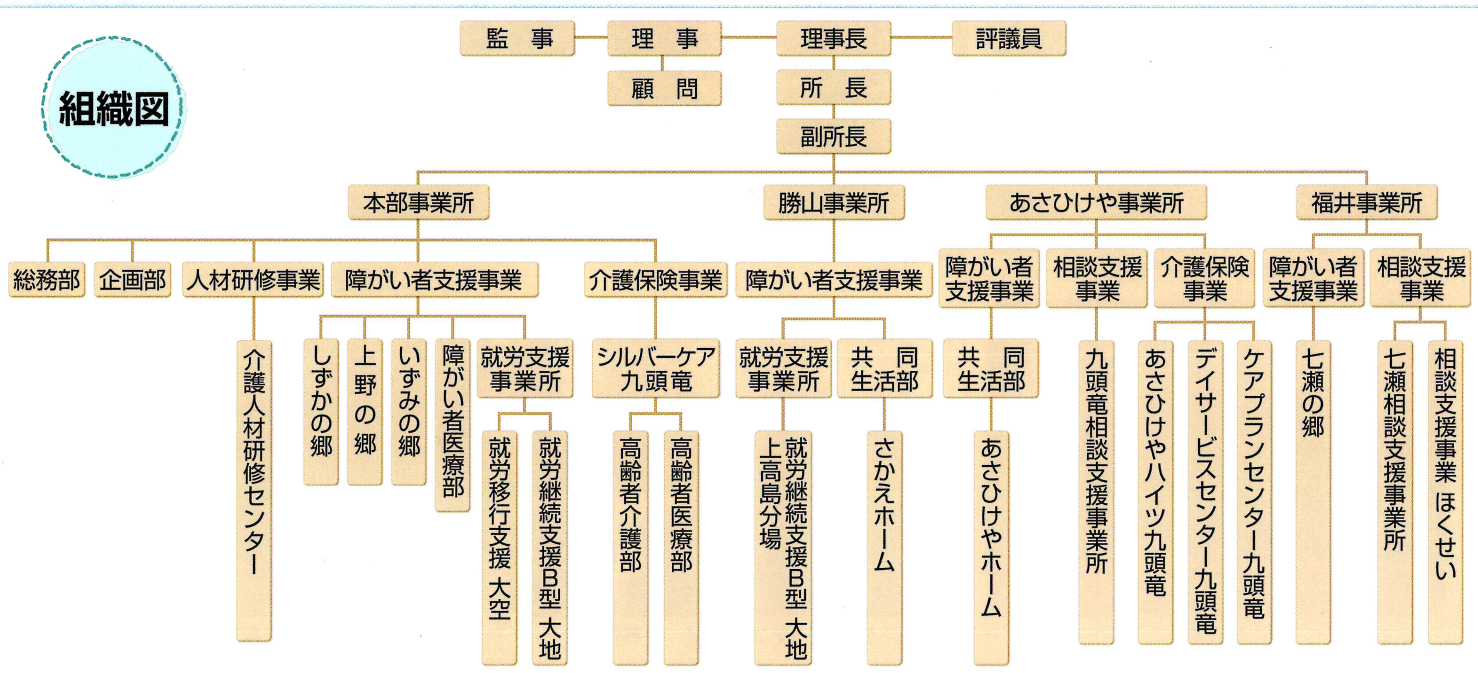 組織図
監　事
理　事
理事長
評議員
顧　問
所　長
副所長
本部事業所
勝山事業所
あさひけや事業所
福井事業所
総務部
企画部
人材研修事業
障がい者支援事業
介護保険事業
障がい者支援事業
障がい者
支援事業
相談支援
事業
介護保険
事業
障がい者
支援事業
相談支援
事業
介護人材研修センター
しずかの郷
上野の郷
いずみの郷
障がい者医療部
就労支援
事業所
シルバーケア
九頭竜
就労支援
事業所
共　同
生活部
共　同
生活部
九頭竜相談支援事業所
あさひけやハイツ九頭竜
デイサービスセンター九頭竜
ケアプランセンター九頭竜
七瀬の郷
七瀬相談支援事業所
相談支援事業 ほくせい
就労移行支援 大空
就労継続支援B型 大地
高齢者介護部
高齢者医療部
就労継続支援B型 大地
上高島分場
さかえホーム
あさひけやホーム